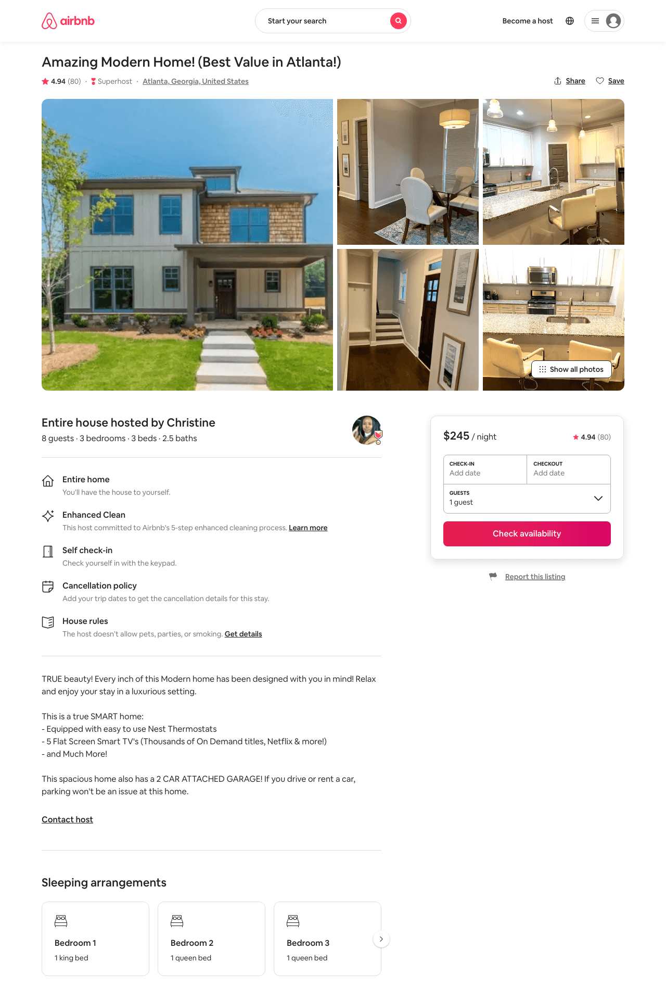 airbnb
Start your search
Become a host
Amazing Modern Home! (Best Value in Atlanta!)
4.94 (80) · Superhost · Atlanta, Georgia, United States
Share
Save
Show all photos
Entire house hosted by Christine
8 guests · 3 bedrooms · 3 beds · 2.5 baths
Entire home
You’ll have the house to yourself.
Enhanced Clean
This host committed to Airbnb's 5-step enhanced cleaning process. Learn more
Self check-in
Check yourself in with the keypad.
Cancellation policy
Add your trip dates to get the cancellation details for this stay.
House rules
The host doesn’t allow pets, parties, or smoking. Get details
TRUE beauty! Every inch of this Modern home has been designed with you in mind! Relax
and enjoy your stay in a luxurious setting.
This is a true SMART home:
- Equipped with easy to use Nest Thermostats
- 5 Flat Screen Smart TV's (Thousands of On Demand titles, Netflix & more!)
- and Much More!
This spacious home also has a 2 CAR ATTACHED GARAGE! If you drive or rent a car,
parking won't be an issue at this home.
Contact host
Sleeping arrangements
Bedroom 1
1 king bed
Bedroom 2
1 queen bed
Bedroom 3
1 queen bed
$245 / night
4.94 (80)
CHECK-IN
Add date
CHECKOUT
Add date
GUESTS
1 guest
Check availability
Report this listing